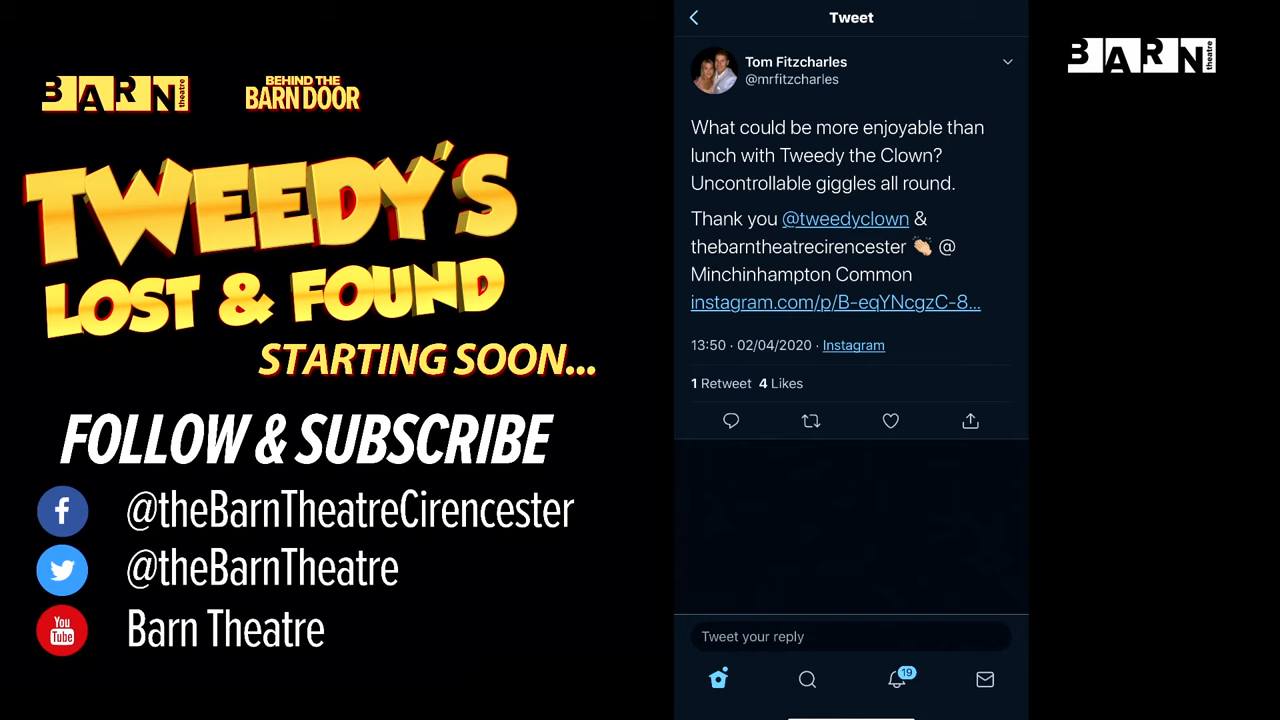 BARN theatre
BEHIND THE
BARN DOOR
TWEEDY'S
LOST & FOUND
STARTING SOON...
FOLLOW & SUBSCRIBE
@theBarnTheatreCirencester
@theBarnTheatre
You
Tube
Barn Theatre
Tweet
Tom Fitzcharles
@mrfitzcharles
What could be more enjoyable than
lunch with Tweedy the Clown?
Uncontrollable giggles all round.
Thank you @tweedyclown &
thebarntheatrecirencester 👏🏻 @
Minchinhampton Common
instagram.com/p/B-eqYNcgzC-8...
13:50 · 02/04/2020 · Instagram
1 Retweet 4 Likes
Tweet your reply
19
BARN theatre